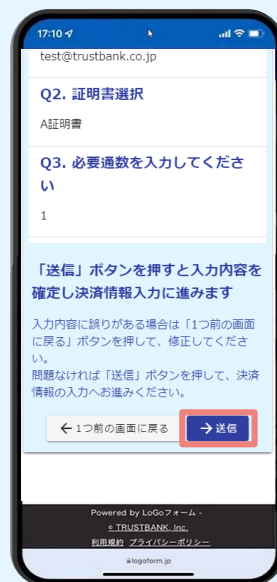 17:10
test@trustbank.co.jp
Q2. 証明書選択
A証明書
Q3. 必要通数を入力してくださ
い
1
「送信」ボタンを押すと入力内容を
確定し決済情報入力に進みます
入力内容に誤りがある場合は「1つ前の画面
に戻る」ボタンを押して、修正してくださ
い。
問題なければ「送信」ボタンを押して、決済
情報の入力へお進みください。
←1つ前の画面に戻る
→送信
Powered by LoGoフォーム -
© TRUSTBANK, Inc.
利用規約 プライバシーポリシー
logoform.jp